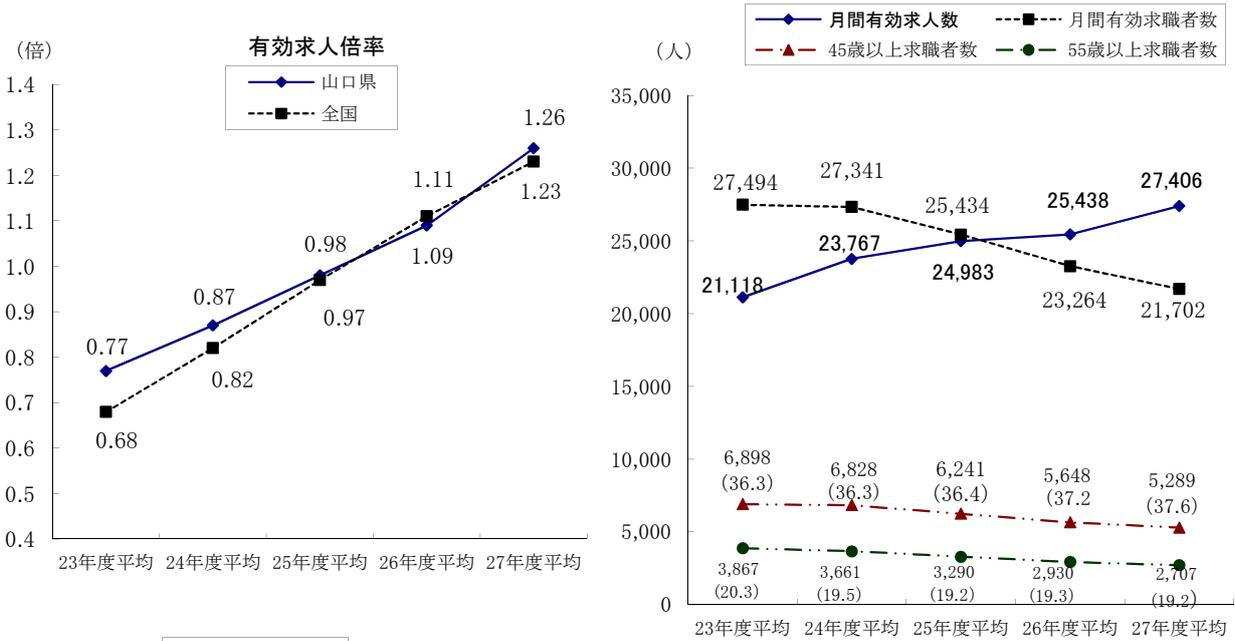 有効求人倍率
（倍）
山口県
全国
1.4
1.3
1.2
1.1
1.0
0.9
0.8
0.7
0.6
0.5
0.4
0.77
0.87
0.98
1.11
1.26
0.68
0.82
0.97
1.09
1.23
23年度平均 24年度平均 25年度平均 26年度平均 27年度平均
月間有効求人数 月間有効求職者数
45歳以上求職者数 55歳以上求職者数
（人）
35,000
30,000
25,000
20,000
15,000
10,000
5,000
0
27,494 27,341 25,434 25,438 27,406
21,118 23,767 24,983 23,264 21,702
6,898 6,828 6,241 5,648 5,289
(36.3) (36.3) (36.4) (37.2 (37.6)
3,867 3,661 3,290 2,930 2,707
(20.3) (19.5) (19.2) (19.3) (19.2)
23年度平均 24年度平均 25年度平均 26年度平均 27年度平均